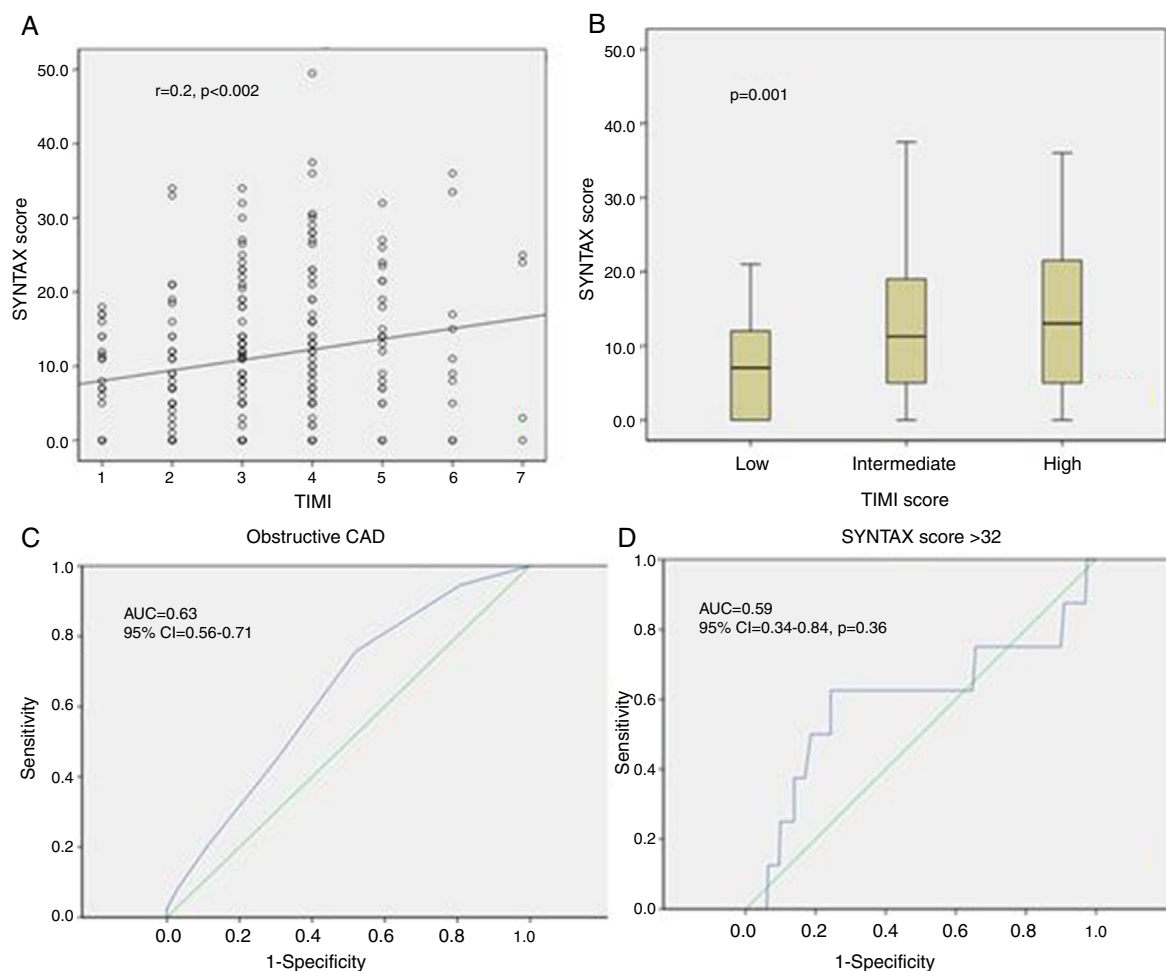 A
r=0.2, p<0.002
50.0
40.0
30.0
20.0
10.0
0.0
SYNTAX score
1 2 3 4 5 6 7
TIMI
B
p=0.001
50.0
40.0
30.0
20.0
10.0
0.0
SYNTAX score
Low Intermediate High
TIMI score
C
Obstructive CAD
AUC=0.63
95% CI=0.56-0.71
1.0
0.8
0.6
0.4
0.2
0.0
Sensitivity
0.0 0.2 0.4 0.6 0.8 1.0
1-Specificity
D
SYNTAX score >32
AUC=0.59
95% CI=0.34-0.84, p=0.36
1.0
0.8
0.6
0.4
0.2
0.0
Sensitivity
0.0 0.2 0.4 0.6 0.8 1.0
1-Specificity